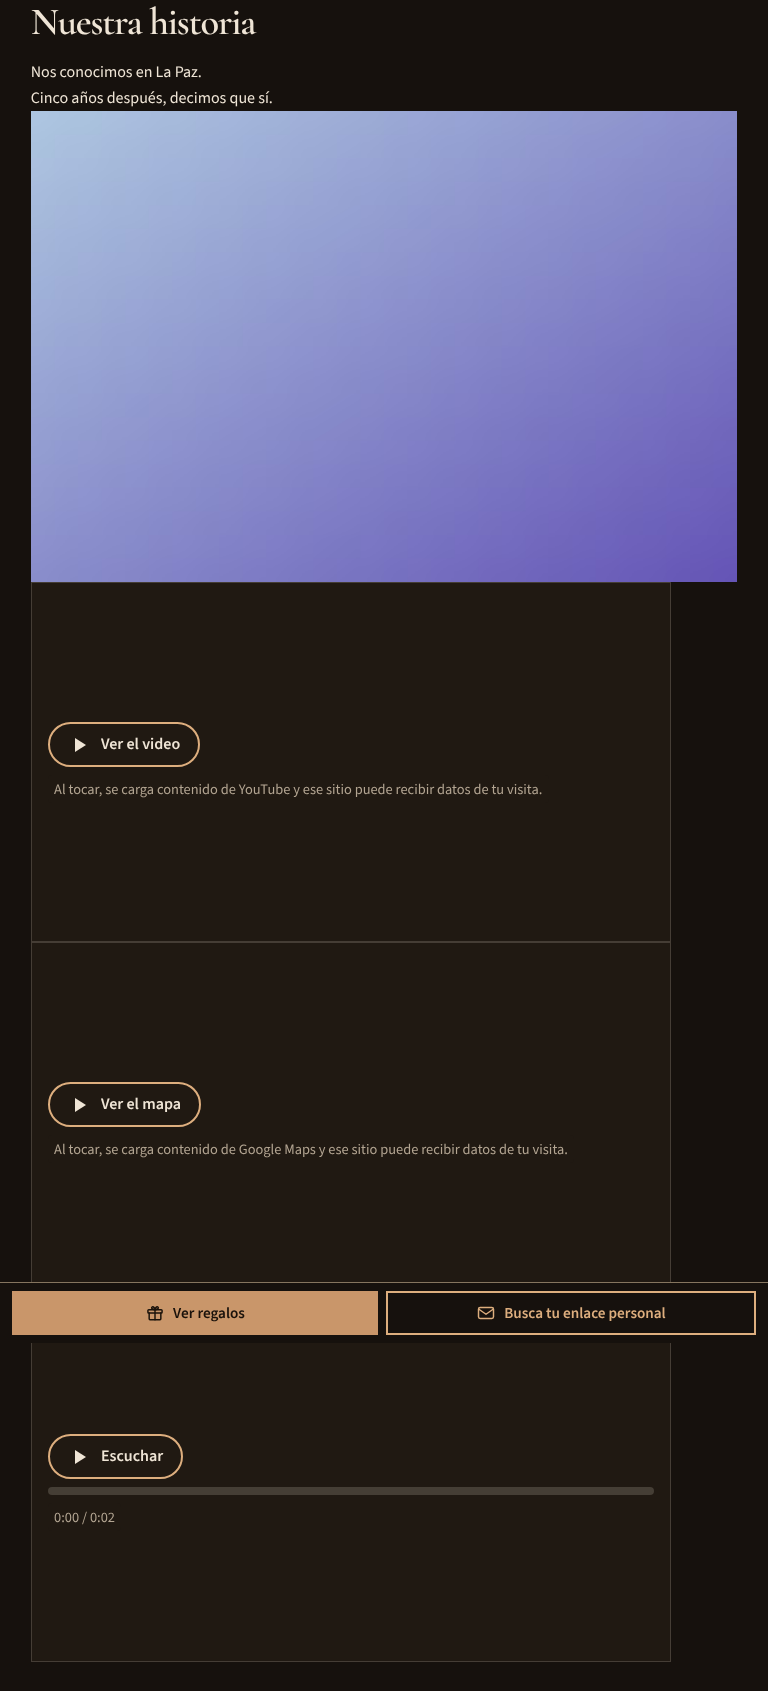 Nuestra historia
Nos conocimos en La Paz.
Cinco años después, decimos que sí.
Ver el video
Al tocar, se carga contenido de YouTube y ese sitio puede recibir datos de tu visita.
Ver el mapa
Al tocar, se carga contenido de Google Maps y ese sitio puede recibir datos de tu visita.
Ver regalos
Busca tu enlace personal
Escuchar
0:00 / 0:02